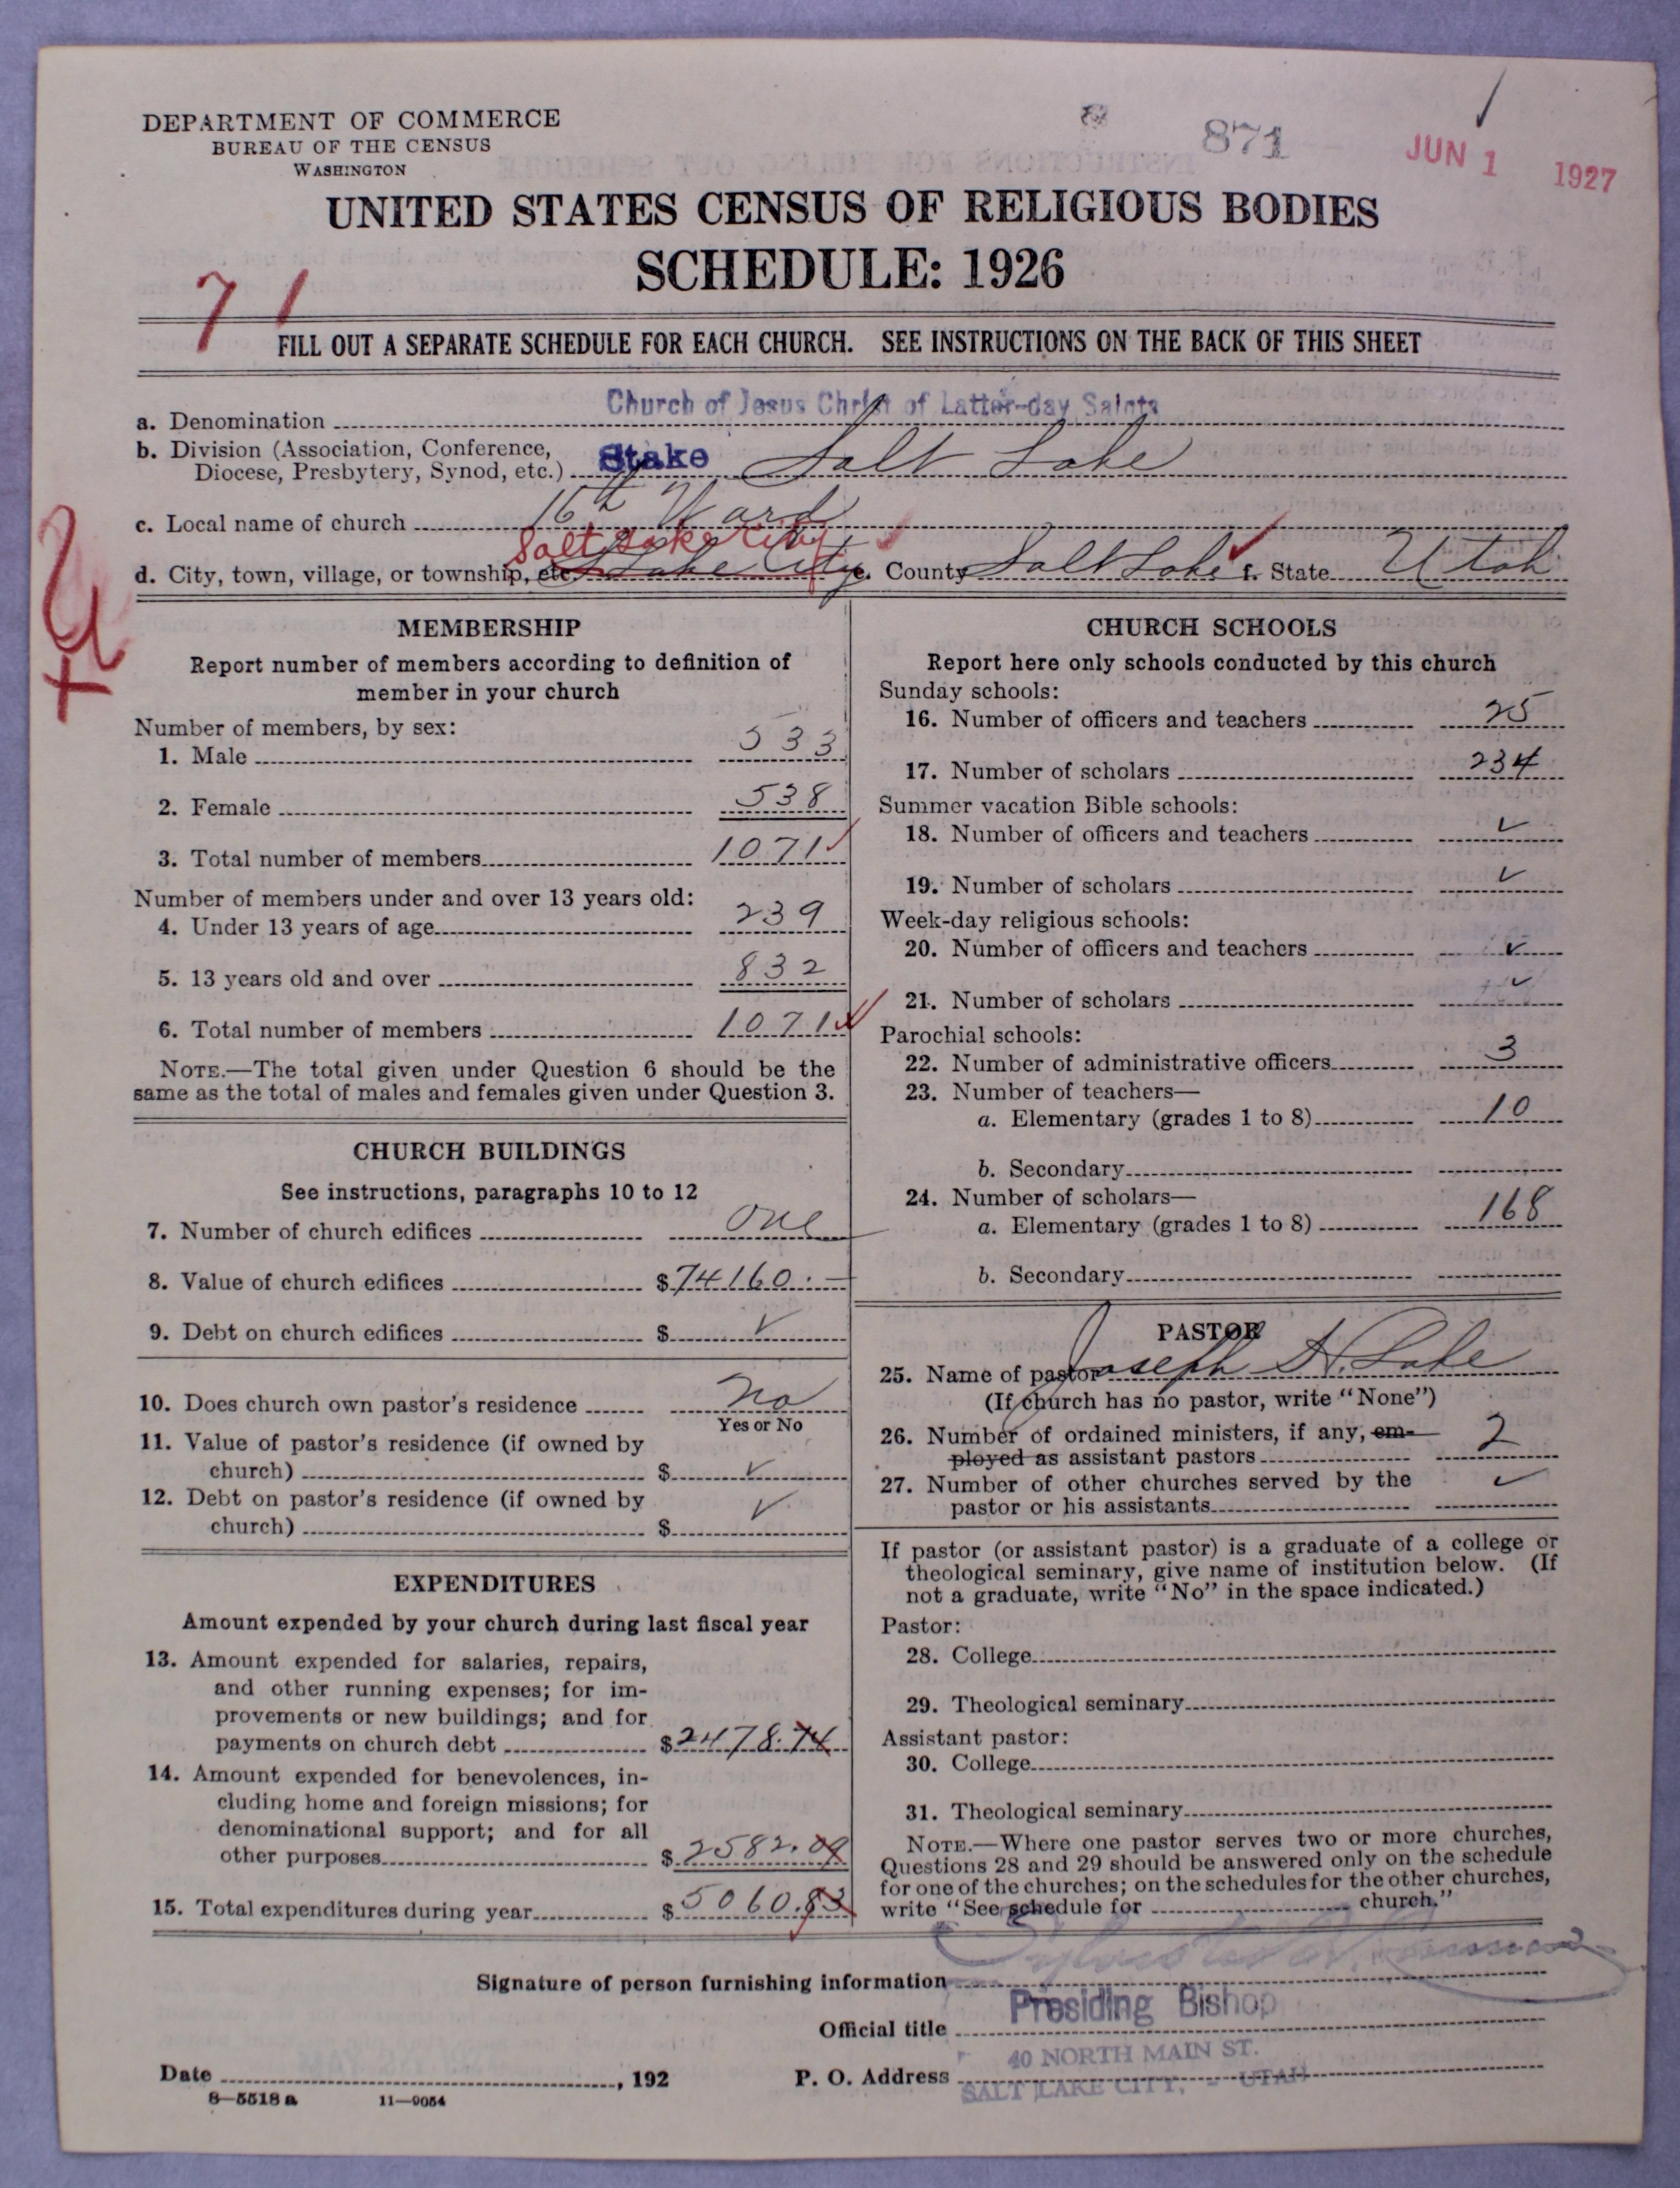 DEPARTMENT OF COMMERCE
BUREAU OF THE CENSUS
WASHINGTON
871
JUN 1 1927
UNITED STATES CENSUS OF RELIGIOUS BODIES
SCHEDULE: 1926
71
FILL OUT A SEPARATE SCHEDULE FOR EACH CHURCH. SEE INSTRUCTIONS ON THE BACK OF THIS SHEET
a. Denomination Church of Jesus Christ of Latter-day Saints
b. Division (Association, Conference,
Diocese, Presbytery, Synod, etc.) Stake Salt Lake
c. Local name of church 16th Ward
Salt Lake City
d. City, town, village, or township, etc. S Lake City e. County Salt Lake f. State Utah
MEMBERSHIP
Report number of members according to definition of
member in your church
Number of members, by sex:
1. Male 533
2. Female 538
3. Total number of members 1071
Number of members under and over 13 years old:
4. Under 13 years of age 239
5. 13 years old and over 832
6. Total number of members 1071
NOTE.—The total given under Question 6 should be the
same as the total of males and females given under Question 3.
CHURCH BUILDINGS
See instructions, paragraphs 10 to 12
7. Number of church edifices one
8. Value of church edifices $74160.—
9. Debt on church edifices $ ✓
10. Does church own pastor's residence no
Yes or No
11. Value of pastor's residence (if owned by
church) $ ✓
12. Debt on pastor's residence (if owned by
church) $ ✓
EXPENDITURES
Amount expended by your church during last fiscal year
13. Amount expended for salaries, repairs,
and other running expenses; for im-
provements or new buildings; and for
payments on church debt $2478.74
14. Amount expended for benevolences, in-
cluding home and foreign missions; for
denominational support; and for all
other purposes $2582.09
15. Total expenditures during year $5060.83
CHURCH SCHOOLS
Report here only schools conducted by this church
Sunday schools:
16. Number of officers and teachers 25
17. Number of scholars 234
Summer vacation Bible schools:
18. Number of officers and teachers ✓
19. Number of scholars ✓
Week-day religious schools:
20. Number of officers and teachers ✓
21. Number of scholars ✓
Parochial schools:
22. Number of administrative officers 3
23. Number of teachers—
a. Elementary (grades 1 to 8) 10
b. Secondary
24. Number of scholars—
a. Elementary (grades 1 to 8) 168
b. Secondary
PASTOR
25. Name of pastor Joseph H. Lake
(If church has no pastor, write "None")
26. Number of ordained ministers, if any, em-
ployed as assistant pastors 2
27. Number of other churches served by the
pastor or his assistants ✓
If pastor (or assistant pastor) is a graduate of a college or
theological seminary, give name of institution below. (If
not a graduate, write "No" in the space indicated.)
Pastor:
28. College
29. Theological seminary
Assistant pastor:
30. College
31. Theological seminary
NOTE.—Where one pastor serves two or more churches,
Questions 28 and 29 should be answered only on the schedule
for one of the churches; on the schedules for the other churches,
write "See schedule for church."
Signature of person furnishing information
Official title Presiding Bishop
Date , 192
P. O. Address 40 NORTH MAIN ST.
SALT LAKE CITY, - UTAH
8—5518 a 11—9054